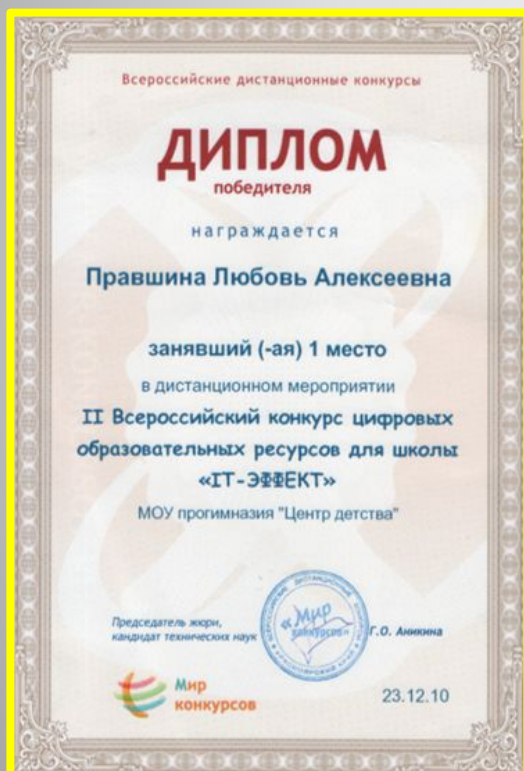 Всероссийские дистанционные конкурсы
ДИПЛОМ
победителя
награждается
Правшина Любовь Алексеевна
занявший (-ая) 1 место
в дистанционном мероприятии
II Всероссийский конкурс цифровых
образовательных ресурсов для школы
«IT-ЭФФЕКТ»
МОУ прогимназия "Центр детства"
Председатель жюри,
кандидат технических наук
«Мир
конкурсов»
Г.О. Аникина
Мир
конкурсов
23.12.10